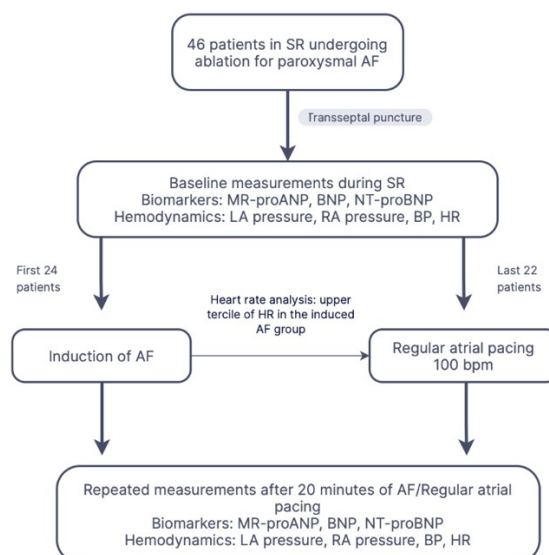 46 patients in SR undergoing
ablation for paroxysmal AF
Transseptal puncture
Baseline measurements during SR
Biomarkers: MR-proANP, BNP, NT-proBNP
Hemodynamics: LA pressure, RA pressure, BP, HR
First 24
patients
Last 22
patients
Heart rate analysis: upper
tercile of HR in the induced
AF group
Induction of AF
Regular atrial pacing
100 bpm
Repeated measurements after 20 minutes of AF/Regular atrial
pacing
Biomarkers: MR-proANP, BNP, NT-proBNP
Hemodynamics: LA pressure, RA pressure, BP, HR